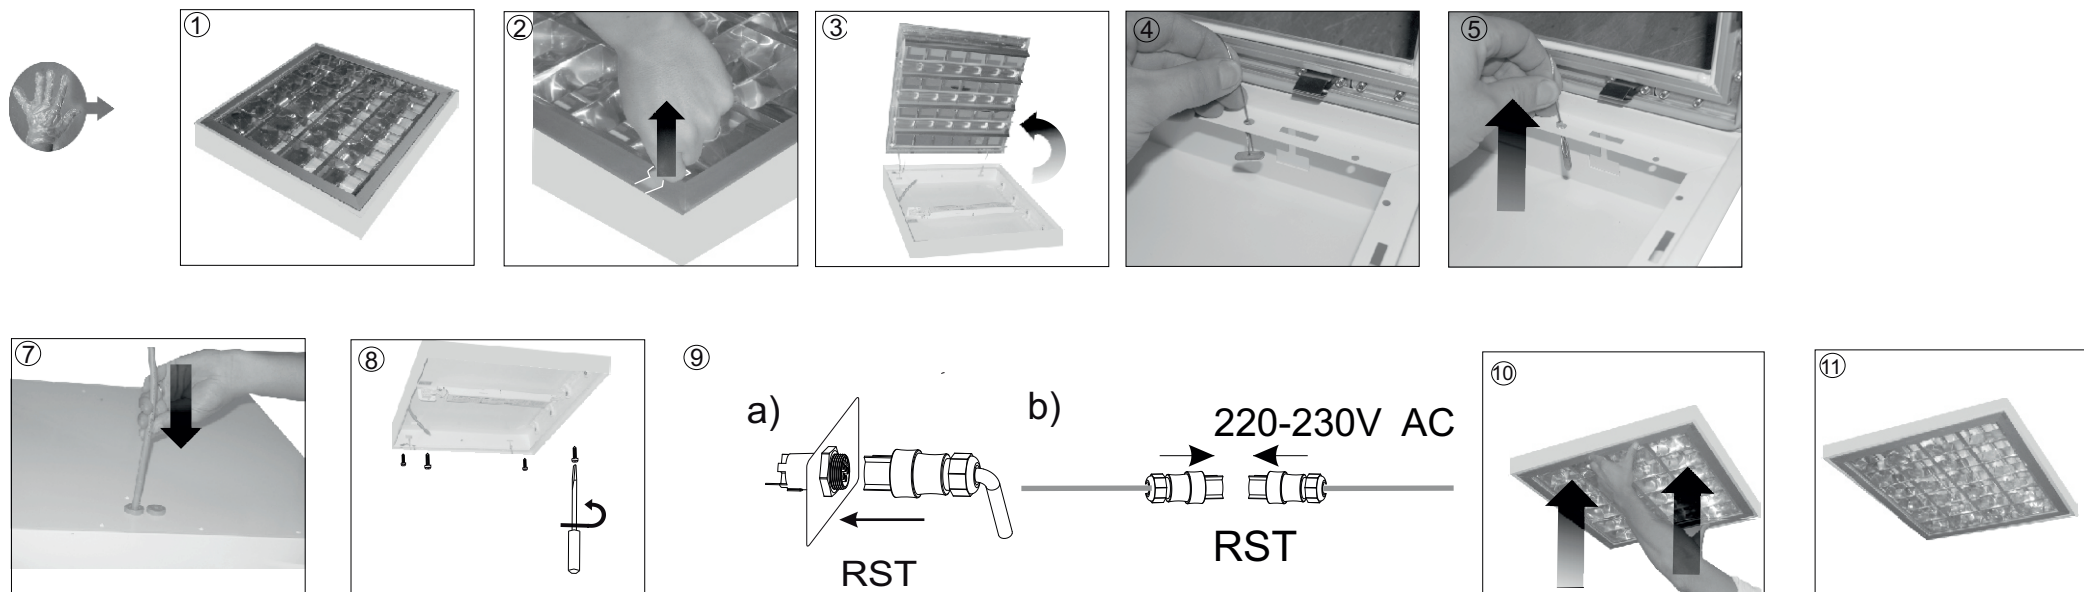 ①
②
③
④
⑤
⑦
⑧
⑨
a)
RST
b)
220-230V AC
RST
⑩
⑪